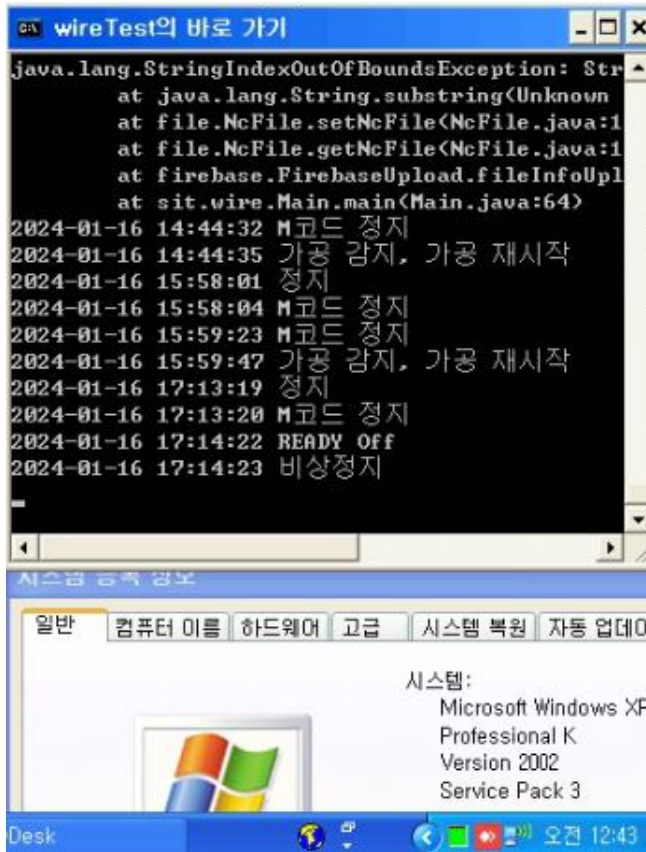 wireTest의 바로 가기
java.lang.StringIndexOutOfBoundsException: Str
at java.lang.String.substring(Unknown
at file.NcFile.setNcFile(NcFile.java:1
at file.NcFile.getNcFile(NcFile.java:1
at firebase.FirebaseUpload.fileInfoUpl
at sit.wire.Main.main(Main.java:64)
2024-01-16 14:44:32 M코드 정지
2024-01-16 14:44:35 가공 감지, 가공 재시작
2024-01-16 15:58:01 정지
2024-01-16 15:58:04 M코드 정지
2024-01-16 15:59:23 M코드 정지
2024-01-16 15:59:47 가공 감지, 가공 재시작
2024-01-16 17:13:19 정지
2024-01-16 17:13:20 M코드 정지
2024-01-16 17:14:22 READY Off
2024-01-16 17:14:23 비상정지
시스템 등록 정보
일반 컴퓨터 이름 하드웨어 고급 시스템 복원 자동 업데이
시스템:
Microsoft Windows XP
Professional K
Version 2002
Service Pack 3
Desk 오전 12:43